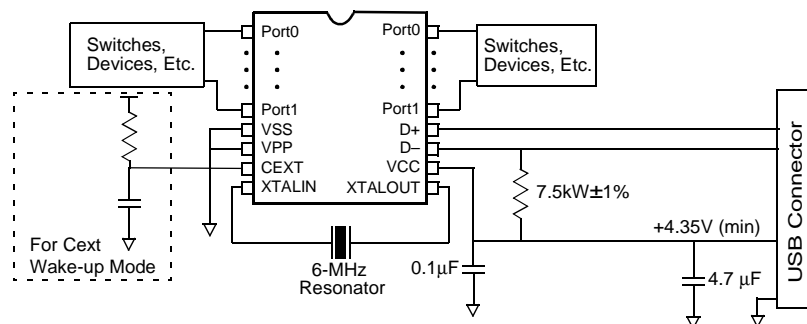 Switches,
Devices, Etc.
Port0
Port0
Switches,
Devices, Etc.
Port1
Port1
VSS
D+
VPP
D–
CEXT
VCC
XTALIN
XTALOUT
7.5kW±1%
+4.35V (min)
For Cext
Wake-up Mode
6-MHz
Resonator
0.1µF
4.7 µF
USB Connector